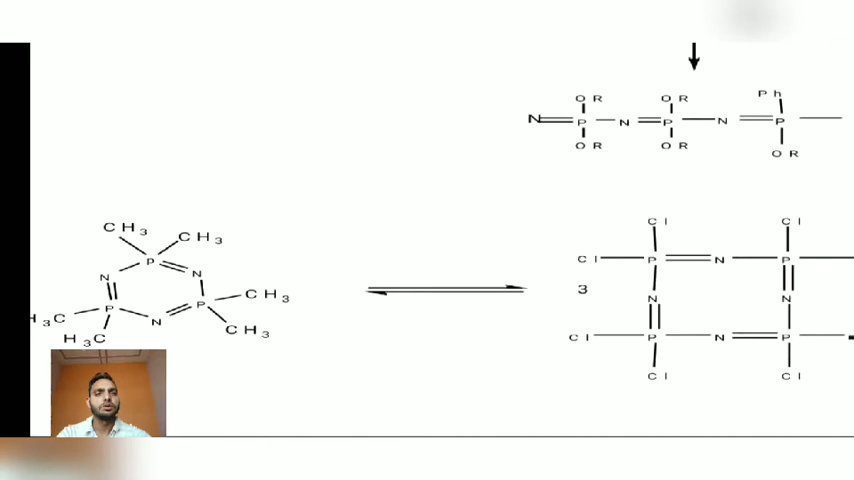 Ph
OR OR
N P N P N P
OR OR
OR
Cl Cl
CH3
CH3
Cl P N P
P
N N
3
CH3
N N
P P
H3C N
CH3
H3C
Cl P N P
Cl Cl